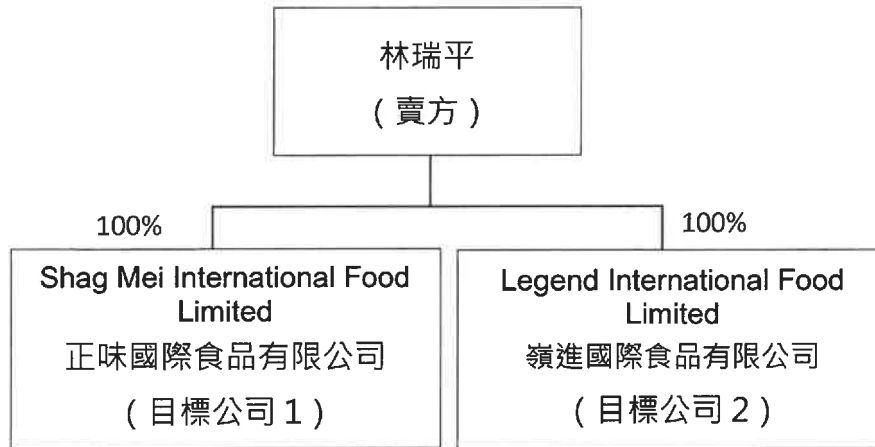 林瑞平
（賣方）
100%
100%
Shag Mei International Food
Limited
正味國際食品有限公司
（目標公司 1）
Legend International Food
Limited
嶺進國際食品有限公司
（目標公司 2）